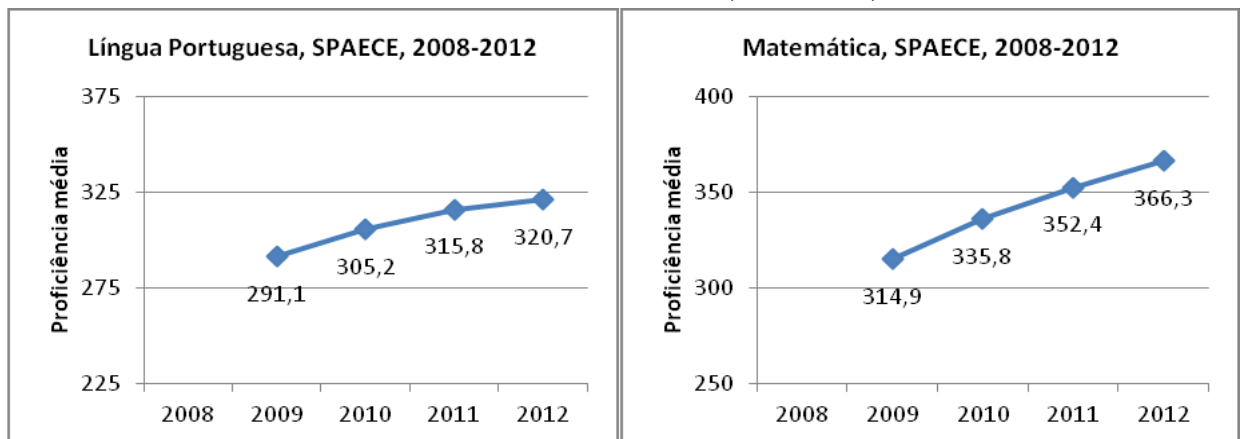 Língua Portuguesa, SPAECE, 2008-2012
Proficiência média
375
325
275
225
291,1
305,2
315,8
320,7
2008 2009 2010 2011 2012
Matemática, SPAECE, 2008-2012
Proficiência média
400
350
300
250
314,9
335,8
352,4
366,3
2008 2009 2010 2011 2012